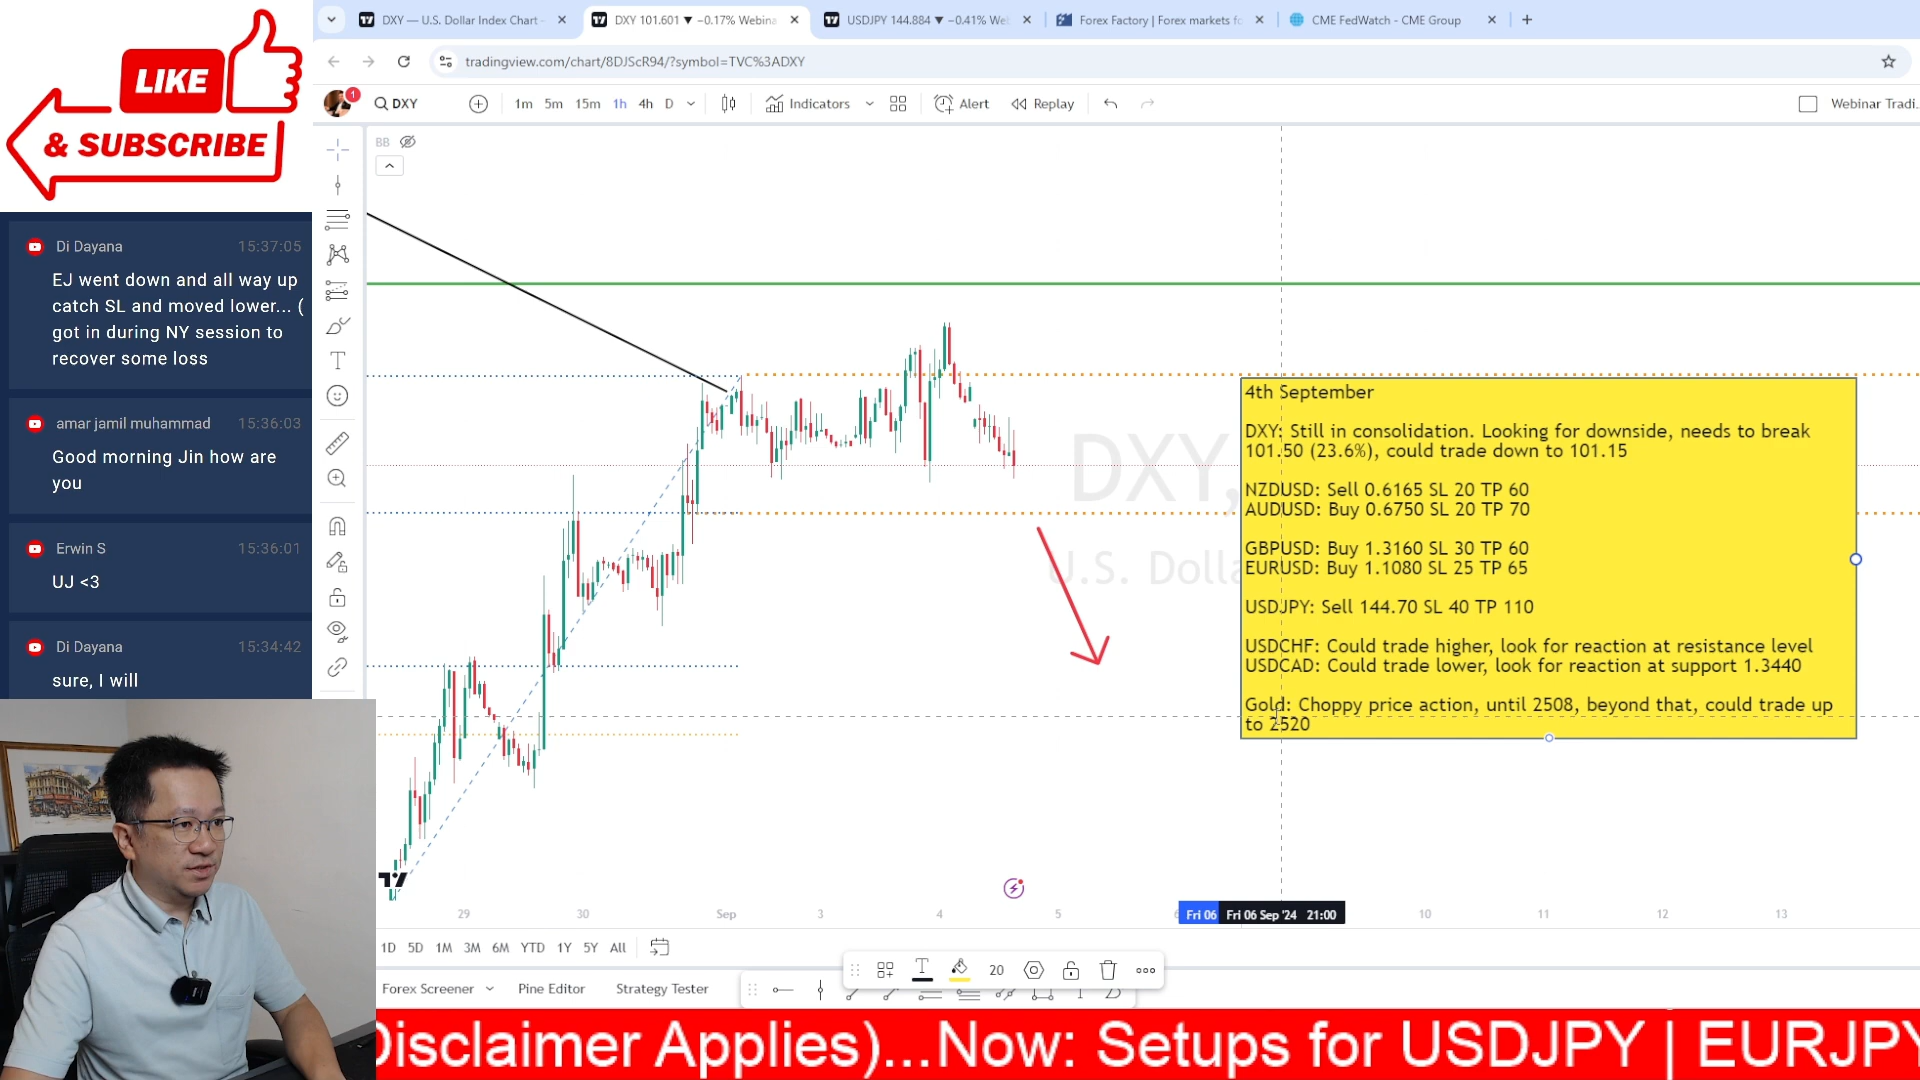 LIKE
& SUBSCRIBE
DXY — U.S. Dollar Index Chart -
DXY 101.601 ▼ −0.17% Webina
USDJPY 144.884 ▼ −0.41% We
Forex Factory | Forex markets fo
CME FedWatch - CME Group
tradingview.com/chart/8DJScR94/?symbol=TVC%3ADXY
1
DXY
1m 5m 15m 1h 4h D
Indicators
Alert
Replay
Webinar Tradi...
BB
Di Dayana 15:37:05
EJ went down and all way up
catch SL and moved lower... (
got in during NY session to
recover some loss
amar jamil muhammad 15:36:03
Good morning Jin how are
you
Erwin S 15:36:01
UJ <3
Di Dayana 15:34:42
sure, I will
DXY,
U.S. Dolla
4th September
DXY: Still in consolidation. Looking for downside, needs to break
101.50 (23.6%), could trade down to 101.15
NZDUSD: Sell 0.6165 SL 20 TP 60
AUDUSD: Buy 0.6750 SL 20 TP 70
GBPUSD: Buy 1.3160 SL 30 TP 60
EURUSD: Buy 1.1080 SL 25 TP 65
USDJPY: Sell 144.70 SL 40 TP 110
USDCHF: Could trade higher, look for reaction at resistance level
USDCAD: Could trade lower, look for reaction at support 1.3440
Gold: Choppy price action, until 2508, beyond that, could trade up
to 2520
29 30 Sep 3 4 5 Fri 06 Fri 06 Sep '24 21:00 10 11 12 13
1D 5D 1M 3M 6M YTD 1Y 5Y All
20
Forex Screener
Pine Editor
Strategy Tester
Disclaimer Applies)...Now: Setups for USDJPY | EURJPY